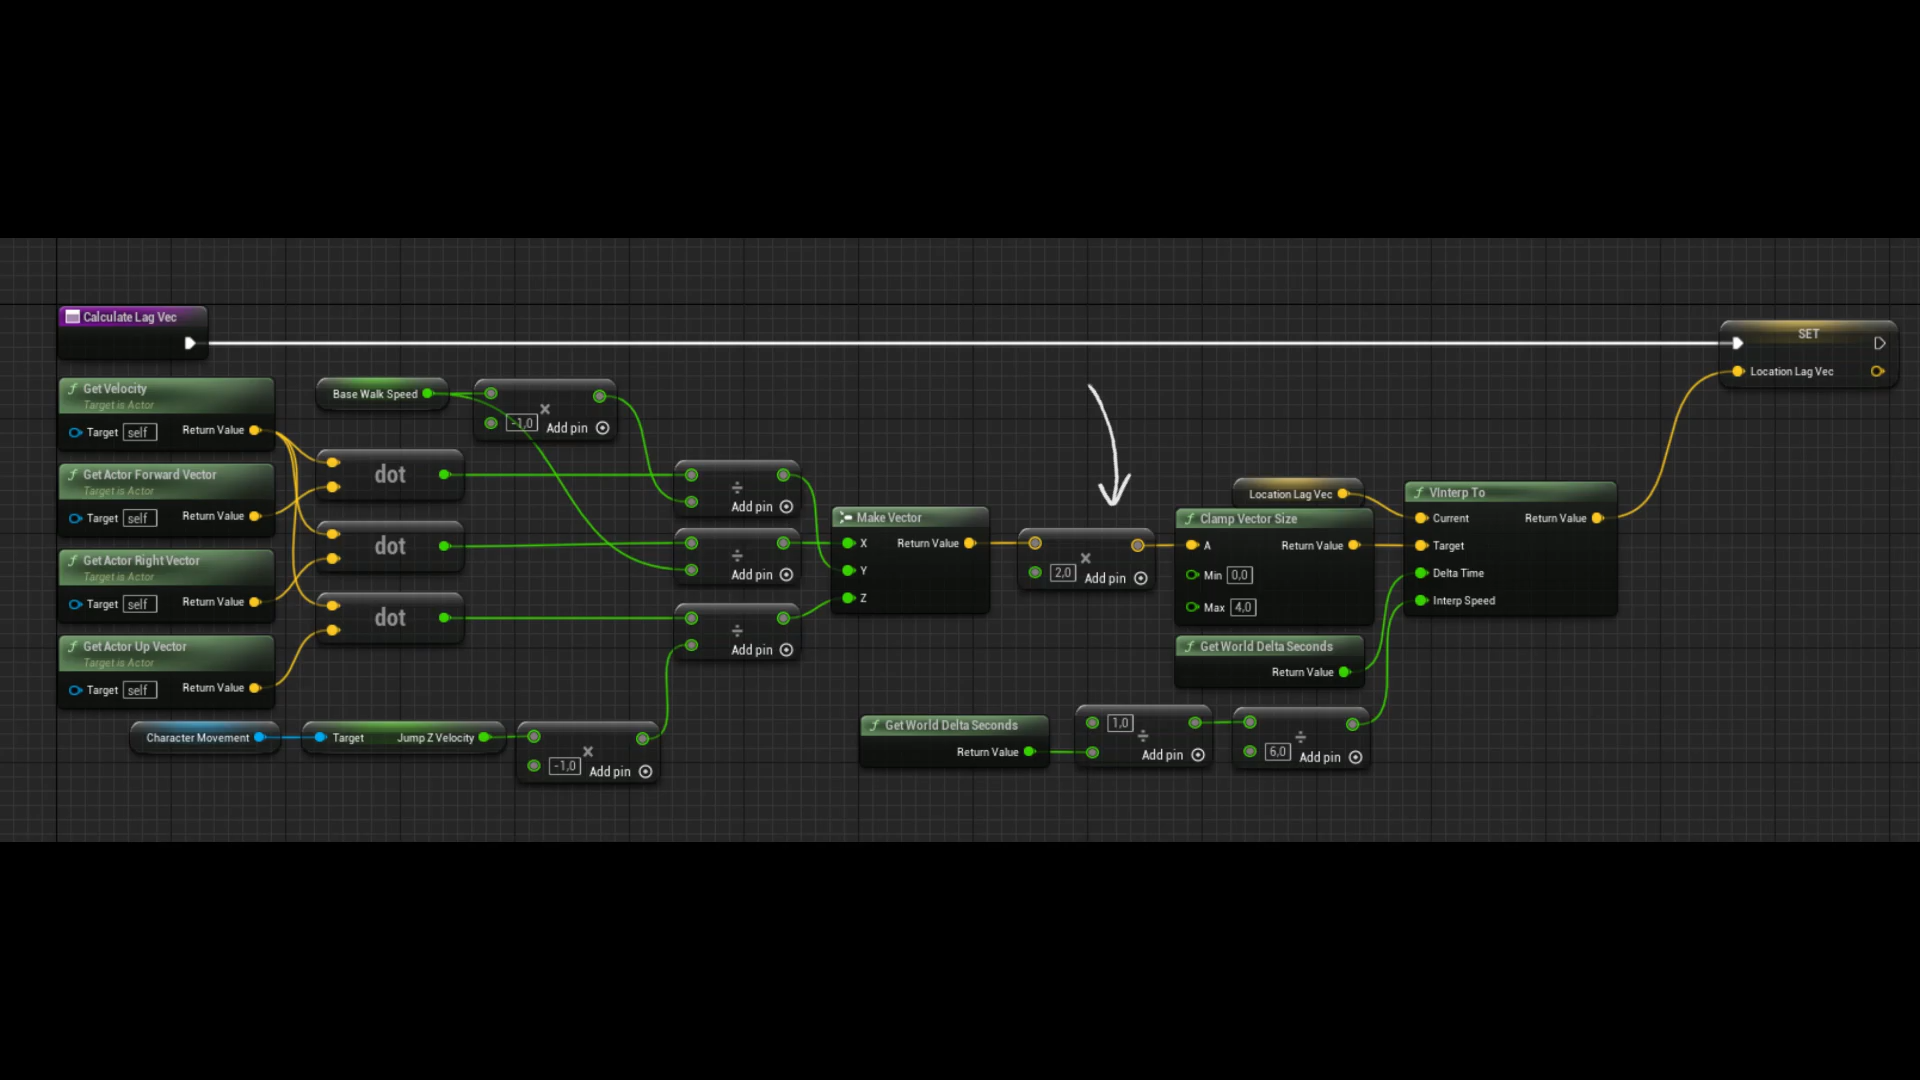 Calculate Lag Vec
SET
Location Lag Vec
Get Velocity
Target is Actor
Target self Return Value
Base Walk Speed
× -1,0 Add pin
Get Actor Forward Vector
Target is Actor
Target self Return Value
dot
÷ Add pin
Get Actor Right Vector
Target is Actor
Target self Return Value
dot
÷ Add pin
Get Actor Up Vector
Target is Actor
Target self Return Value
dot
÷ Add pin
Character Movement
Target Jump Z Velocity
× -1,0 Add pin
Make Vector
X Return Value
Y
Z
× 2,0 Add pin
Location Lag Vec
Clamp Vector Size
A Return Value
Min 0,0
Max 4,0
Get World Delta Seconds
Return Value
VInterp To
Current Return Value
Target
Delta Time
Interp Speed
Get World Delta Seconds
Return Value
1,0 ÷ Add pin
÷ 6,0 Add pin